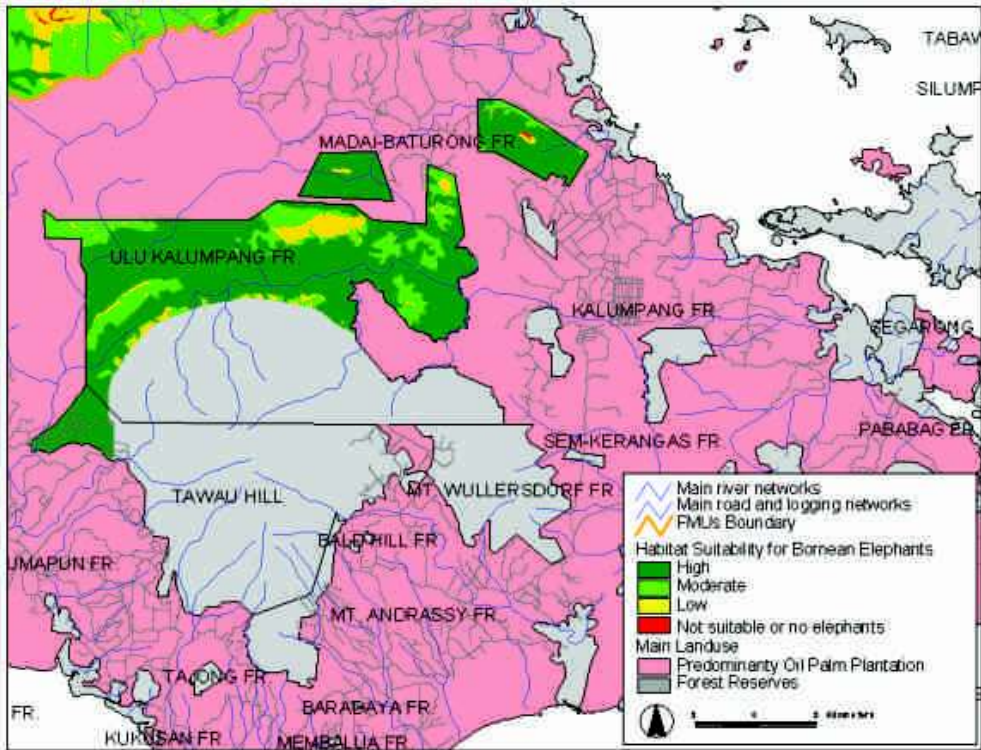 TABAW
SILUMP
MADAI-BATURONG FR.
ULU KALUMPANG FR
KALUMPANG FR.
SEGARONG
SEM-KERANGAS FR.
PABABAG FR.
TAWAU HILL
MT. WULLERSDORF FR
BALD HILL FR.
UMAPUN FR.
MT. ANDRASSY FR.
TAJONG FR.
BARABAYA FR.
FR.
KUKUSAN FR.
MEMBALUA FR.
Main river networks
Main road and logging networks
FMUs Boundary
Habitat Suitability for Bornean Elephants
High
Moderate
Low
Not suitable or no elephants
Main Landuse
Predominanty Oil Palm Plantation
Forest Reserves